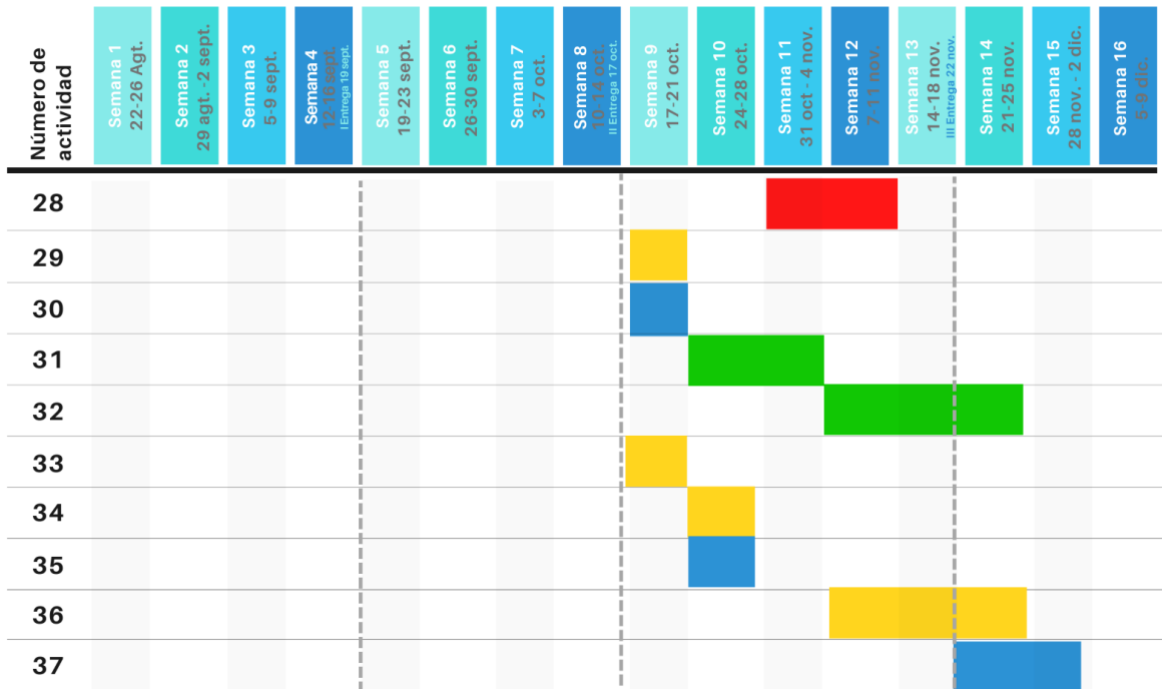 Número de
actividad
Semana 1
22-26 Agt.
Semana 2
29 agt. -2 sept.
Semana 3
5-9 sept.
Semana 4
12-16 sept.
I Entrega 19 sept.
Semana 5
19-23 sept.
Semana 6
26-30 sept.
Semana 7
3-7 oct.
Semana 8
10-14 oct.
II Entrega 17 oct.
Semana 9
17-21 oct.
Semana 10
24-28 oct.
Semana 11
31 oct - 4 nov.
Semana 12
7-11 nov.
Semana 13
14-18 nov.
III Entrega 22 nov.
Semana 14
21-25 nov.
Semana 15
28 nov. - 2 dic.
Semana 16
5-9 dic.
28
29
30
31
32
33
34
35
36
37